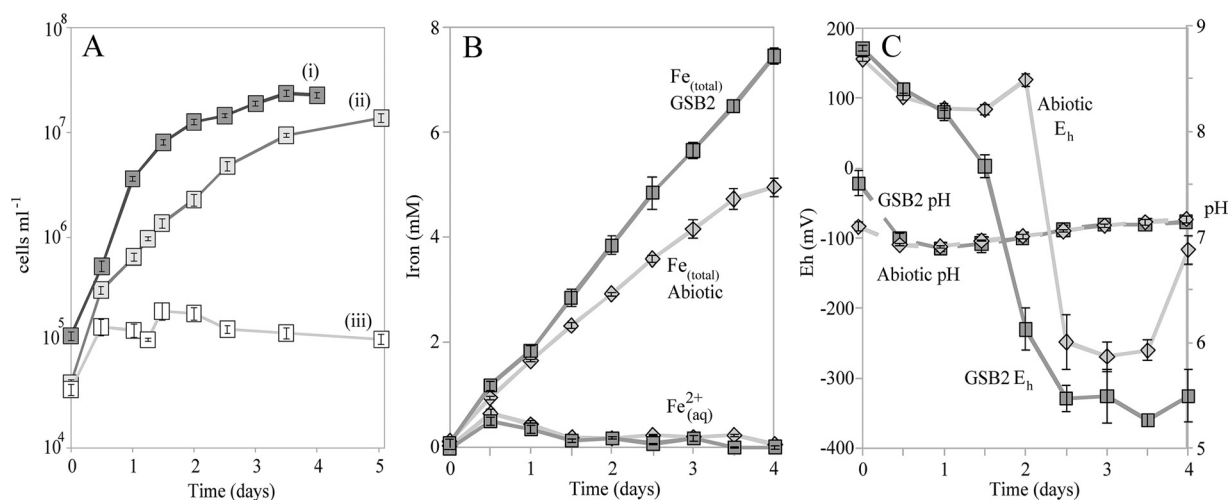 A
10^8
10^7
10^6
10^5
10^4
cells ml^-1
(i)
(ii)
(iii)
0 1 2 3 4 5
Time (days)
B
8
6
4
2
0
Iron (mM)
Fe(total)
GSB2
Fe(total)
Abiotic
Fe2+(aq)
0 1 2 3 4
Time (days)
C
200
100
0
-100
-200
-300
-400
Eh (mV)
Abiotic
Eh
GSB2 pH
Abiotic pH
GSB2 Eh
9
8
7
6
5
pH
0 1 2 3 4
Time (days)